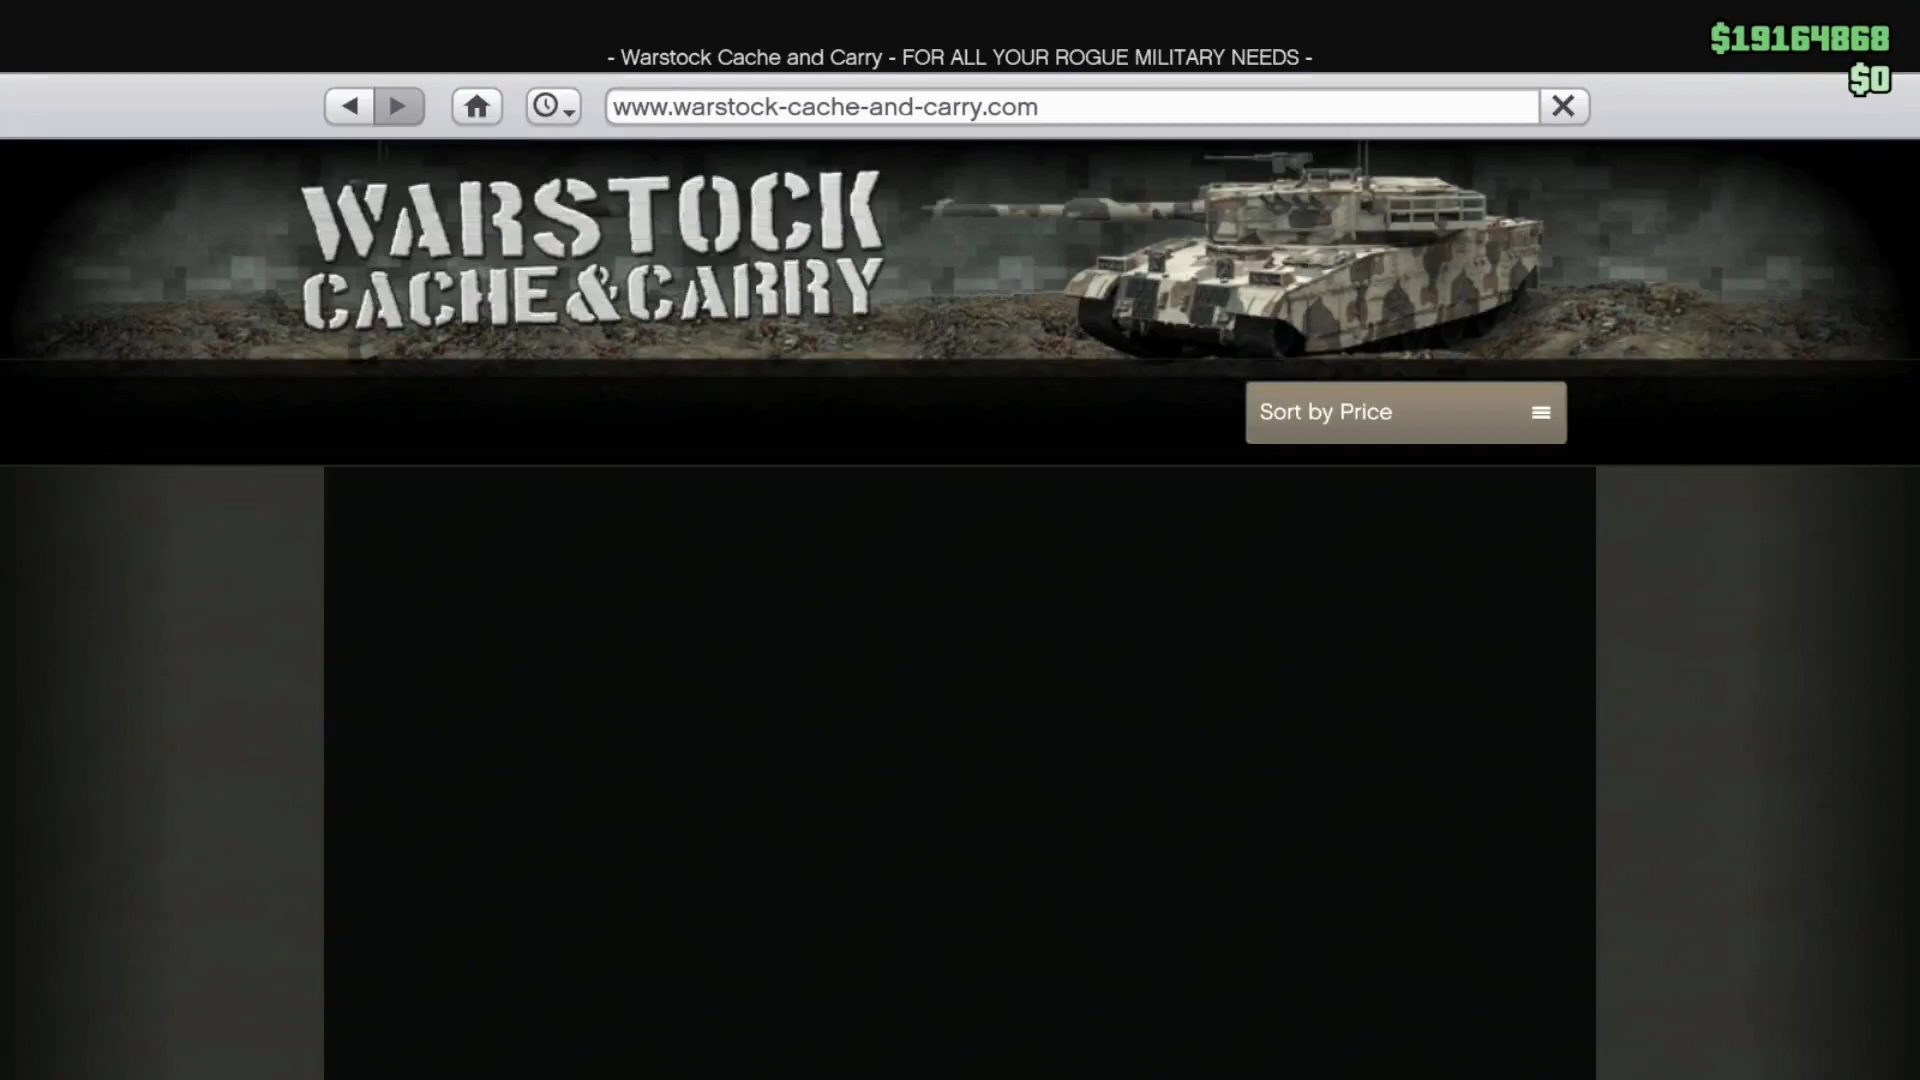 $19164868
- Warstock Cache and Carry - FOR ALL YOUR ROGUE MILITARY NEEDS -
$0
www.warstock-cache-and-carry.com
WARSTOCK
CACHE & CARRY
Sort by Price